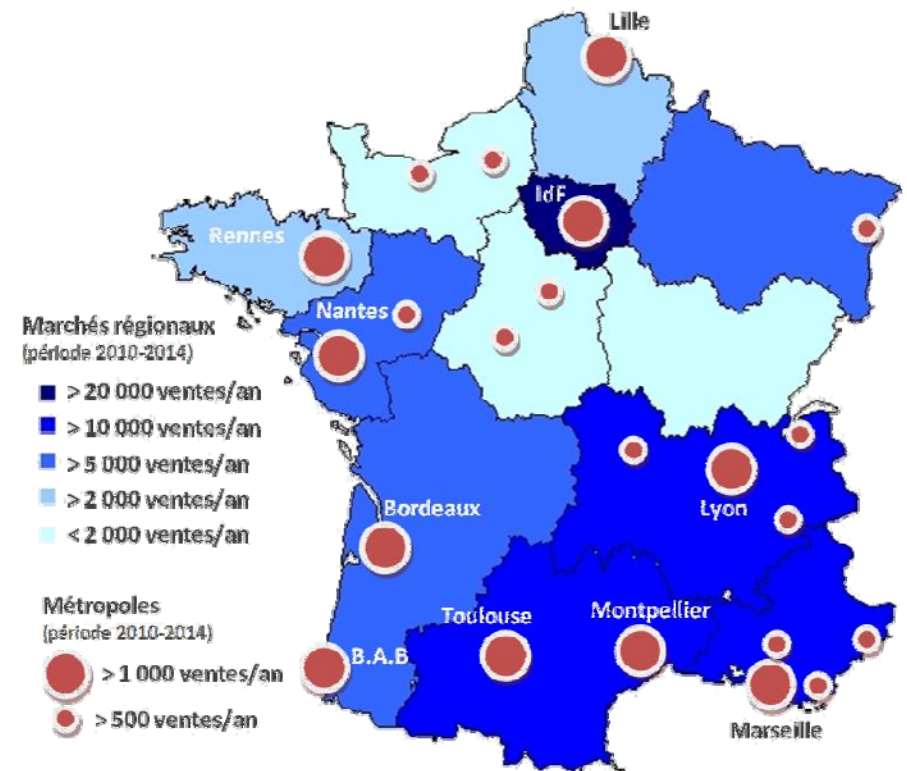 Lille
IdF
Rennes
Nantes
Marchés régionaux
(période 2010-2014)
> 20 000 ventes/an
> 10 000 ventes/an
> 5 000 ventes/an
> 2 000 ventes/an
< 2 000 ventes/an
Lyon
Bordeaux
Métropoles
(période 2010-2014)
> 1 000 ventes/an
> 500 ventes/an
Toulouse
Montpellier
B.A.B
Marseille